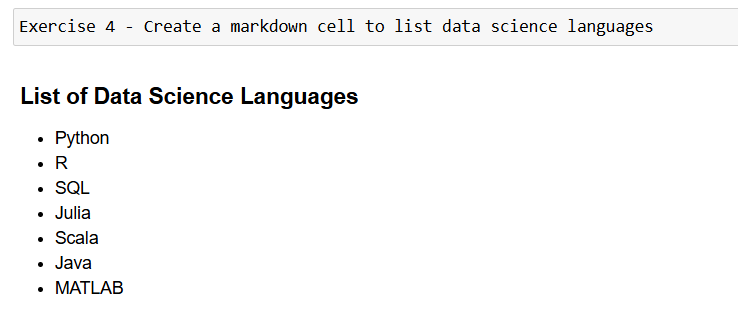 Exercise 4 - Create a markdown cell to list data science languages
List of Data Science Languages
• Python
• R
• SQL
• Julia
• Scala
• Java
• MATLAB